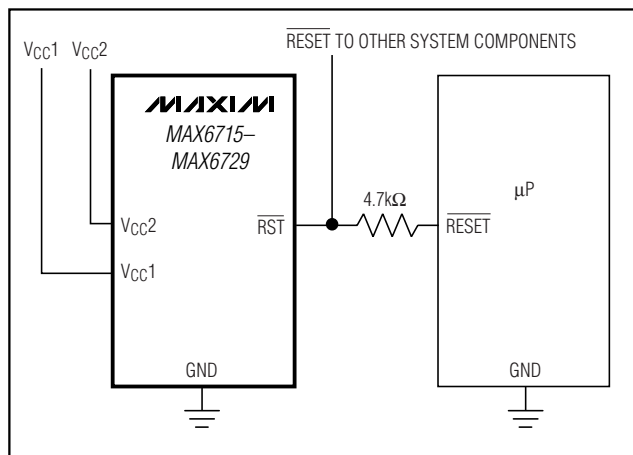 VCC1 VCC2
RESET TO OTHER SYSTEM COMPONENTS
MAXIM
MAX6715–
MAX6729
4.7kΩ
μP
VCC2
RST
RESET
VCC1
GND
GND